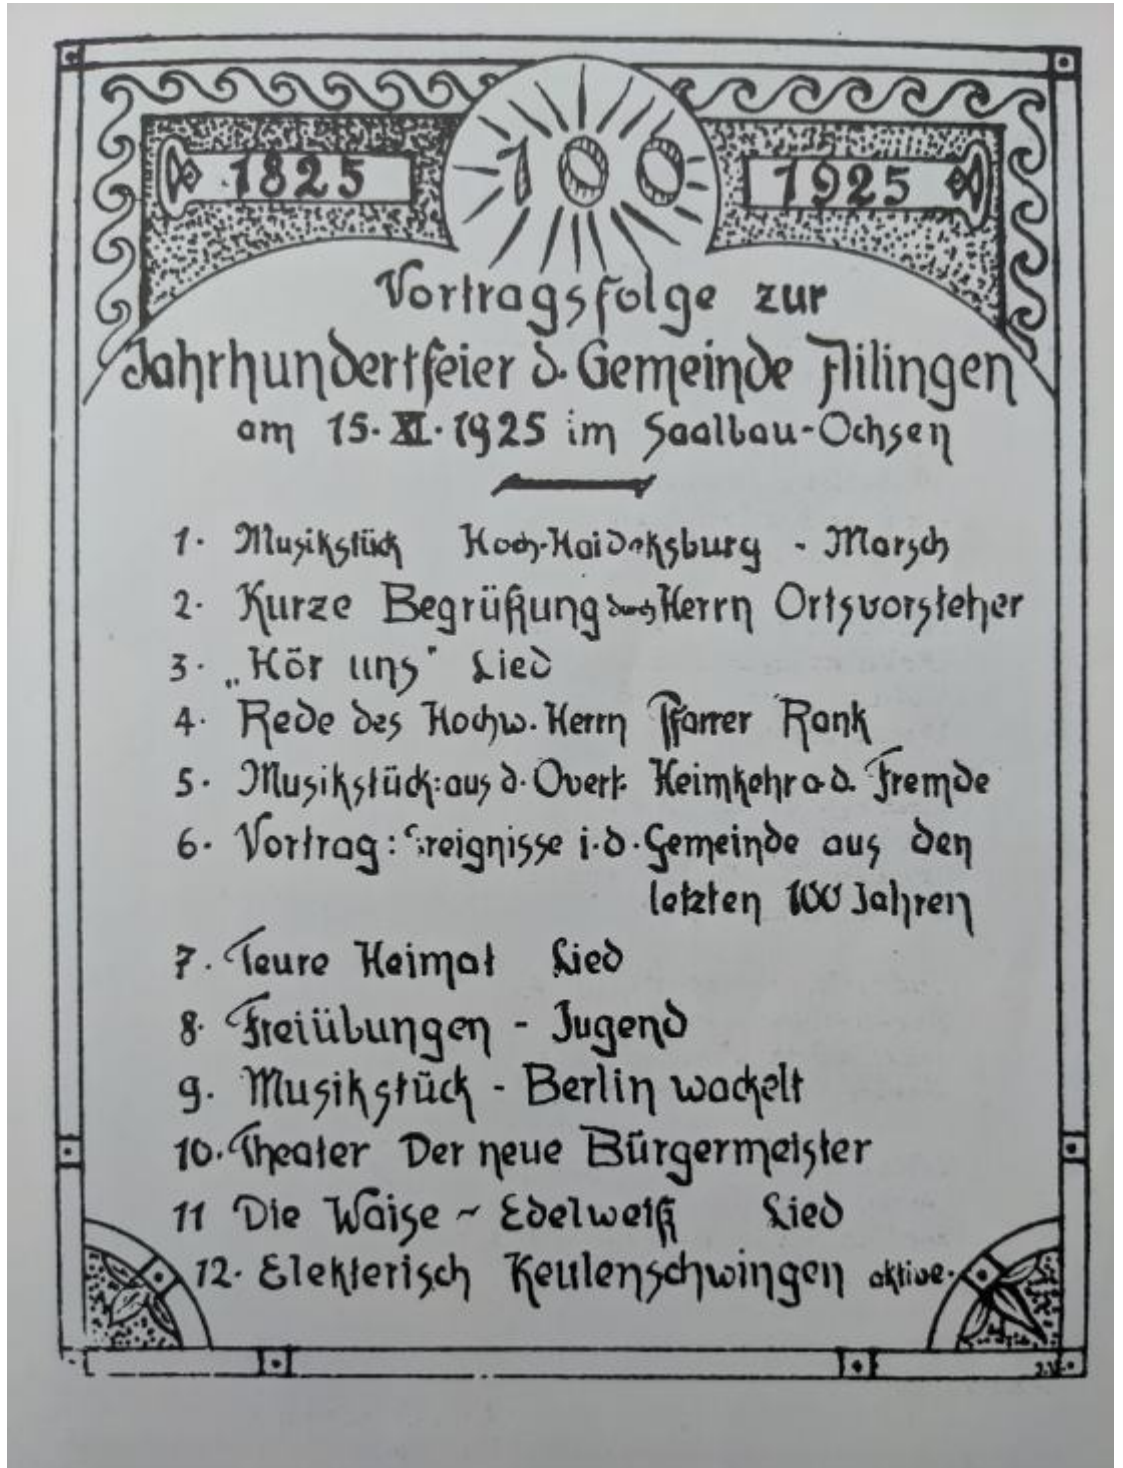 1825
100
1925
Vortragsfolge zur
Jahrhundertfeier d. Gemeinde Ailingen
am 15. XI. 1925 im Saalbau-Ochsen
1. Musikstück Hoch-Haideksburg - Marsch
2. Kurze Begrüßung durch Herrn Ortsvorsteher
3. „Hör uns" Lied
4. Rede des Hochw. Herrn Pfarrer Rank
5. Musikstück: aus d. Overt. Heimkehr a. d. Fremde
6. Vortrag: Ereignisse i. d. Gemeinde aus den
letzten 100 Jahren
7. Teure Heimat Lied
8. Freiübungen - Jugend
9. Musikstück - Berlin wackelt
10. Theater Der neue Bürgermeister
11 Die Waise ~ Edelweiß Lied
12. Elekterisch Keulenschwingen aktive.